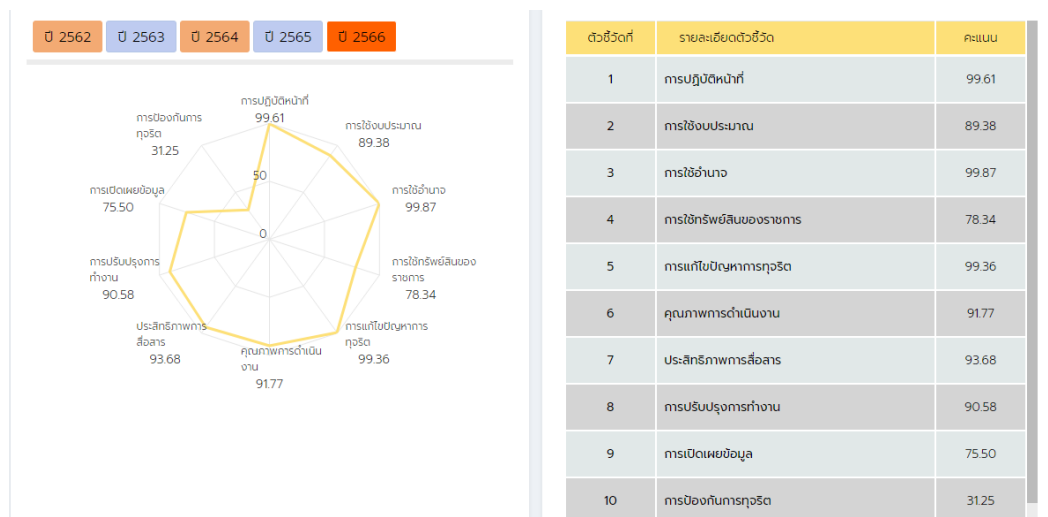 ปี 2562 ปี 2563 ปี 2564 ปี 2565 ปี 2566
การปฏิบัติหน้าที่
99.61
การใช้งบประมาณ
89.38
การใช้อำนาจ
99.87
การใช้ทรัพย์สินของ
ราชการ
78.34
การแก้ไขปัญหาการ
ทุจริต
99.36
คุณภาพการดำเนิน
งาน
91.77
ประสิทธิภาพการ
สื่อสาร
93.68
การปรับปรุงการ
ทำงาน
90.58
การเปิดเผยข้อมูล
75.50
การป้องกันการ
ทุจริต
31.25
50
0
ตัวชี้วัดที่ รายละเอียดตัวชี้วัด คะแนน
1 การปฏิบัติหน้าที่ 99.61
2 การใช้งบประมาณ 89.38
3 การใช้อำนาจ 99.87
4 การใช้ทรัพย์สินของราชการ 78.34
5 การแก้ไขปัญหาการทุจริต 99.36
6 คุณภาพการดำเนินงาน 91.77
7 ประสิทธิภาพการสื่อสาร 93.68
8 การปรับปรุงการทำงาน 90.58
9 การเปิดเผยข้อมูล 75.50
10 การป้องกันการทุจริต 31.25